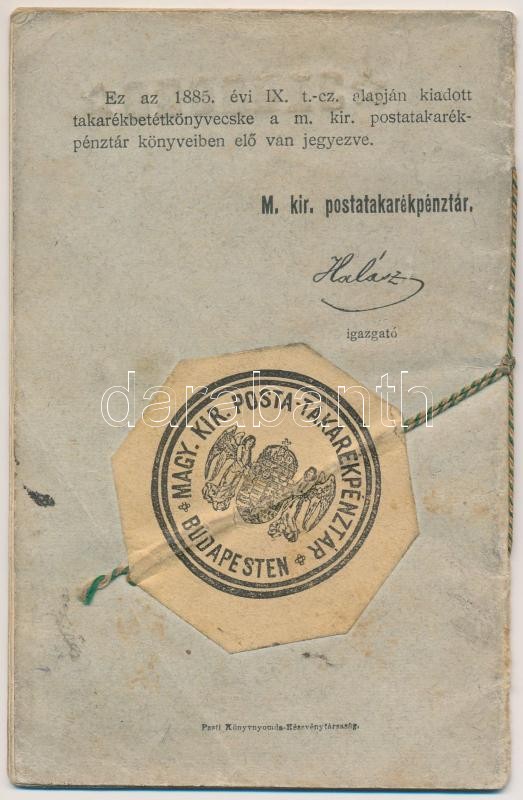 Ez az 1885. évi IX. t.-cz. alapján kiadott
takarékbetétkönyvecske a m. kir. postatakarék-
pénztár könyveiben elő van jegyezve.
M. kir. postatakarékpénztár.
Halász
igazgató
darabanth
MAGY. KIR. POSTA-TAKARÉKPÉNZTÁR
BUDAPESTEN
Pesti Könyvnyomda-Részvénytársaság.